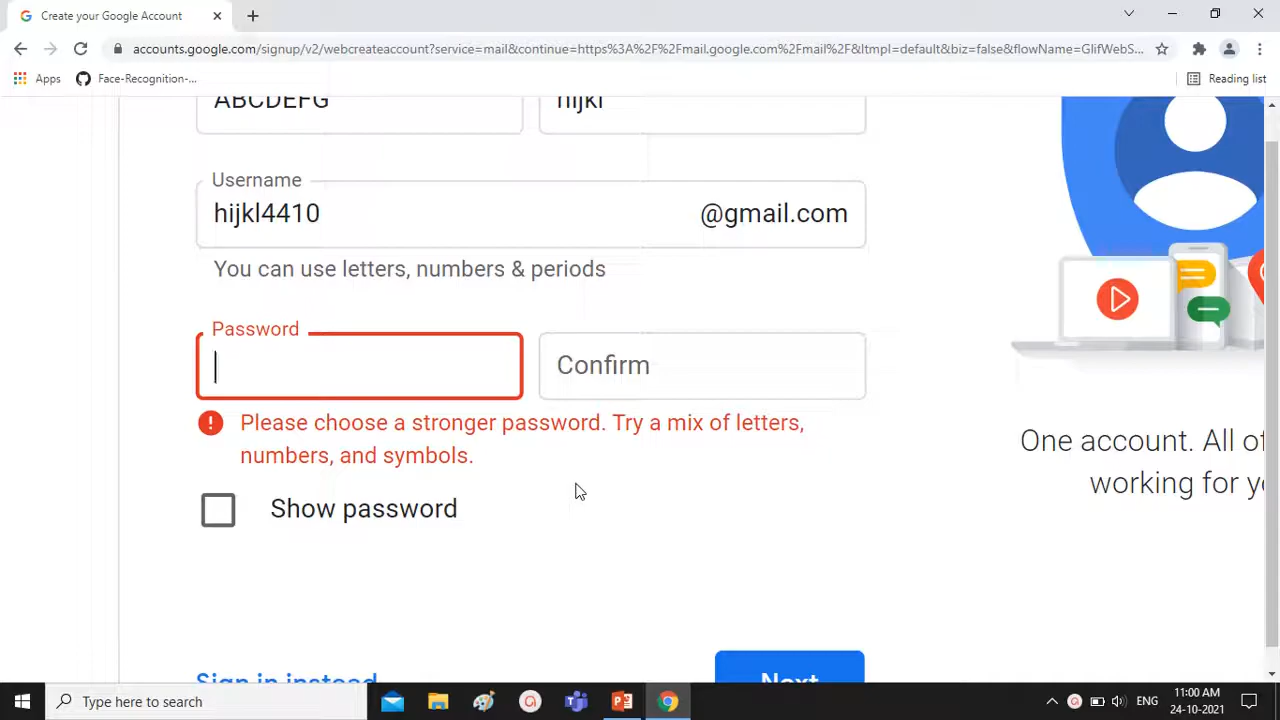 Create your Google Account
accounts.google.com/signup/v2/webcreateaccount?service=mail&continue=https%3A%2F%2Fmail.google.com%2Fmail%2F&ltmpl=default&biz=false&flowName=GlifWebS...
Apps
Face-Recognition-...
Reading list
ABCDEFG
hijkl
Username
hijkl4410
@gmail.com
You can use letters, numbers & periods
Password
Confirm
Please choose a stronger password. Try a mix of letters,
numbers, and symbols.
Show password
One account. All of
working for yo
Sign in instead
Next
Type here to search
ENG
11:00 AM
24-10-2021